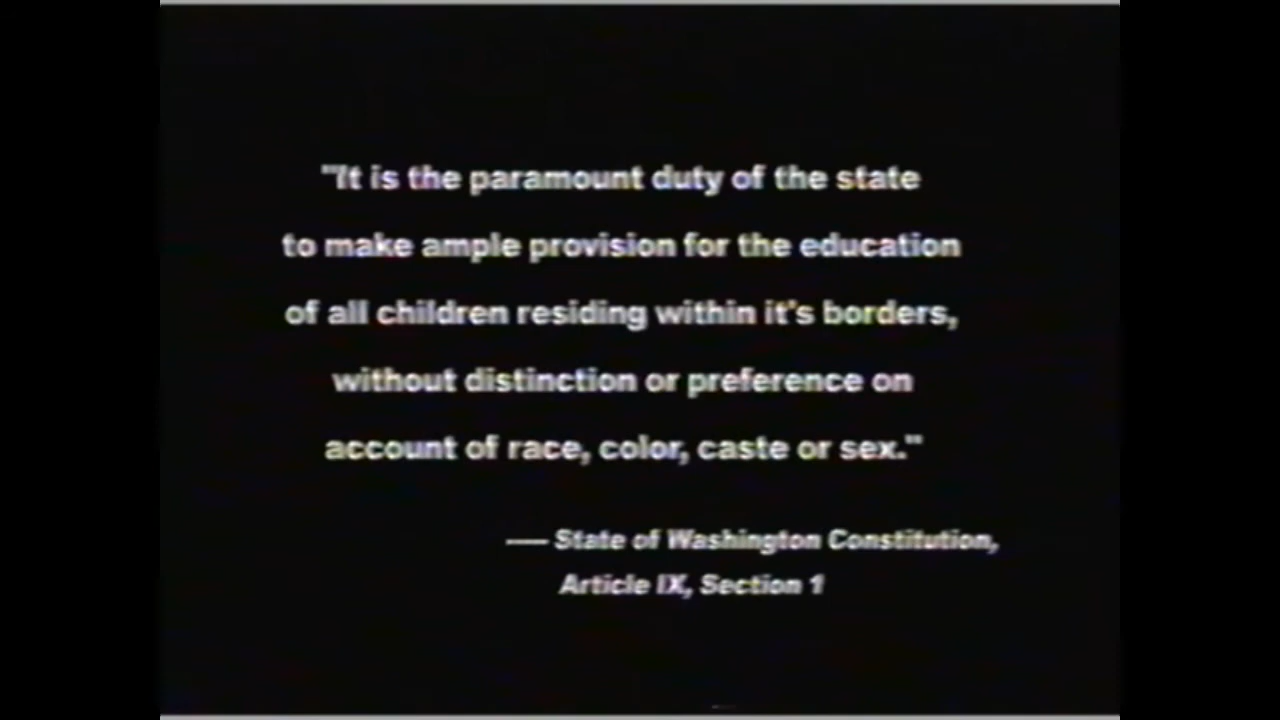 "It is the paramount duty of the state
to make ample provision for the education
of all children residing within it's borders,
without distinction or preference on
account of race, color, caste or sex."
— State of Washington Constitution,
Article IX, Section 1